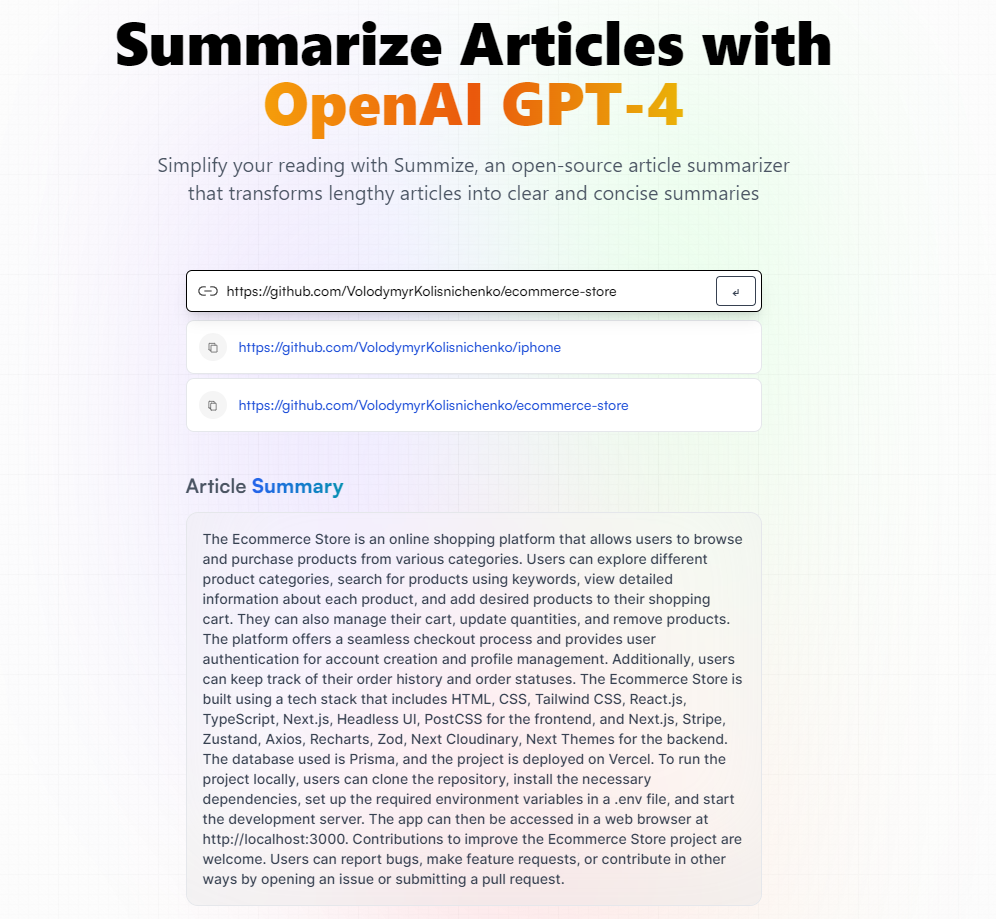 Summarize Articles with
OpenAI GPT-4
Simplify your reading with Summize, an open-source article summarizer
that transforms lengthy articles into clear and concise summaries
https://github.com/VolodymyrKolisnichenko/ecommerce-store
https://github.com/VolodymyrKolisnichenko/iphone
https://github.com/VolodymyrKolisnichenko/ecommerce-store
Article Summary
The Ecommerce Store is an online shopping platform that allows users to browse
and purchase products from various categories. Users can explore different
product categories, search for products using keywords, view detailed
information about each product, and add desired products to their shopping
cart. They can also manage their cart, update quantities, and remove products.
The platform offers a seamless checkout process and provides user
authentication for account creation and profile management. Additionally, users
can keep track of their order history and order statuses. The Ecommerce Store is
built using a tech stack that includes HTML, CSS, Tailwind CSS, React.js,
TypeScript, Next.js, Headless UI, PostCSS for the frontend, and Next.js, Stripe,
Zustand, Axios, Recharts, Zod, Next Cloudinary, Next Themes for the backend.
The database used is Prisma, and the project is deployed on Vercel. To run the
project locally, users can clone the repository, install the necessary
dependencies, set up the required environment variables in a .env file, and start
the development server. The app can then be accessed in a web browser at
http://localhost:3000. Contributions to improve the Ecommerce Store project are
welcome. Users can report bugs, make feature requests, or contribute in other
ways by opening an issue or submitting a pull request.